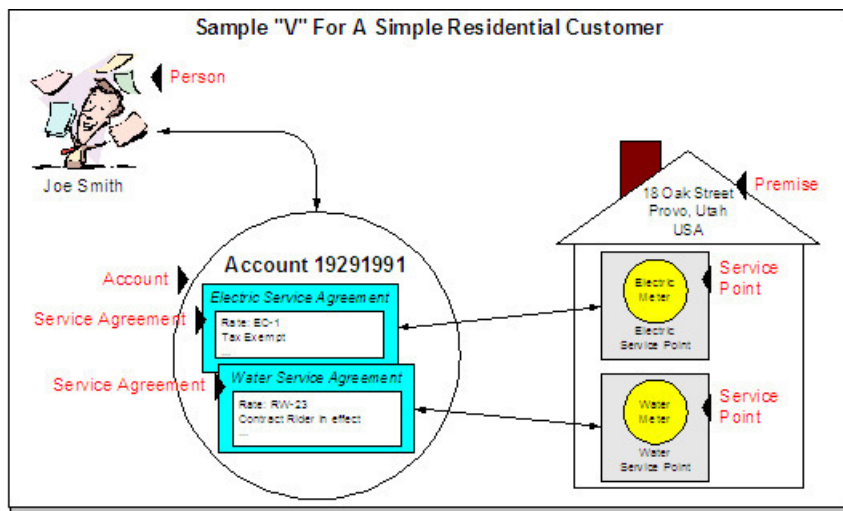 Sample "V" For A Simple Residential Customer
Person
Joe Smith
18 Oak Street
Provo, Utah
USA
Premise
Account 19291991
Account
Electric Service Agreement
Service Agreement
Rate: EC-1
Tax Exempt
...
Service Agreement
Water Service Agreement
Rate: RW-23
Contract Rider in effect
...
Electric
Meter
Electric
Service Point
Service
Point
Water
Meter
Water
Service Point
Service
Point